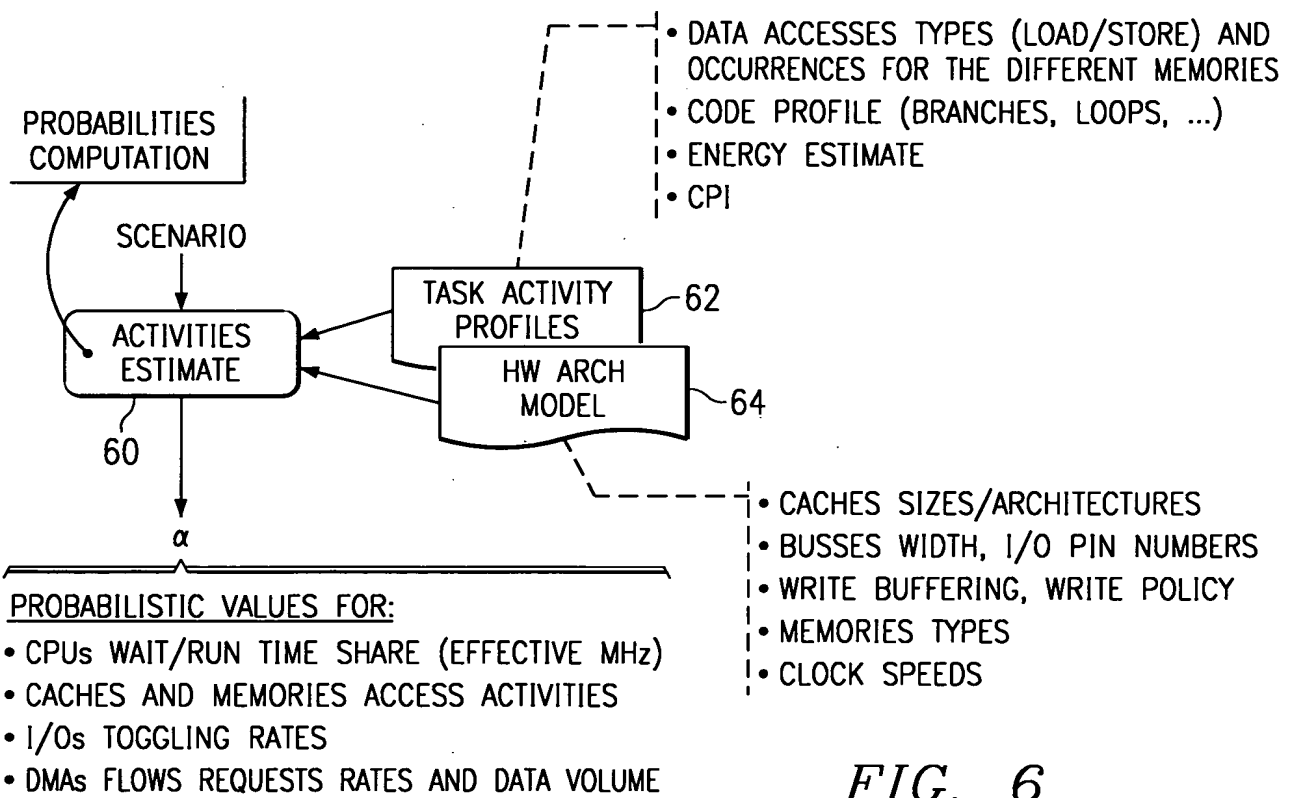 • DATA ACCESSES TYPES (LOAD/STORE) AND
OCCURRENCES FOR THE DIFFERENT MEMORIES
• CODE PROFILE (BRANCHES, LOOPS, ...)
• ENERGY ESTIMATE
• CPI
PROBABILITIES
COMPUTATION
SCENARIO
ACTIVITIES
ESTIMATE
60
TASK ACTIVITY
PROFILES
62
HW ARCH
MODEL
64
• CACHES SIZES/ARCHITECTURES
• BUSSES WIDTH, I/O PIN NUMBERS
• WRITE BUFFERING, WRITE POLICY
• MEMORIES TYPES
• CLOCK SPEEDS
α
PROBABILISTIC VALUES FOR:
• CPUs WAIT/RUN TIME SHARE (EFFECTIVE MHz)
• CACHES AND MEMORIES ACCESS ACTIVITIES
• I/Os TOGGLING RATES
• DMAs FLOWS REQUESTS RATES AND DATA VOLUME
FIG. 6